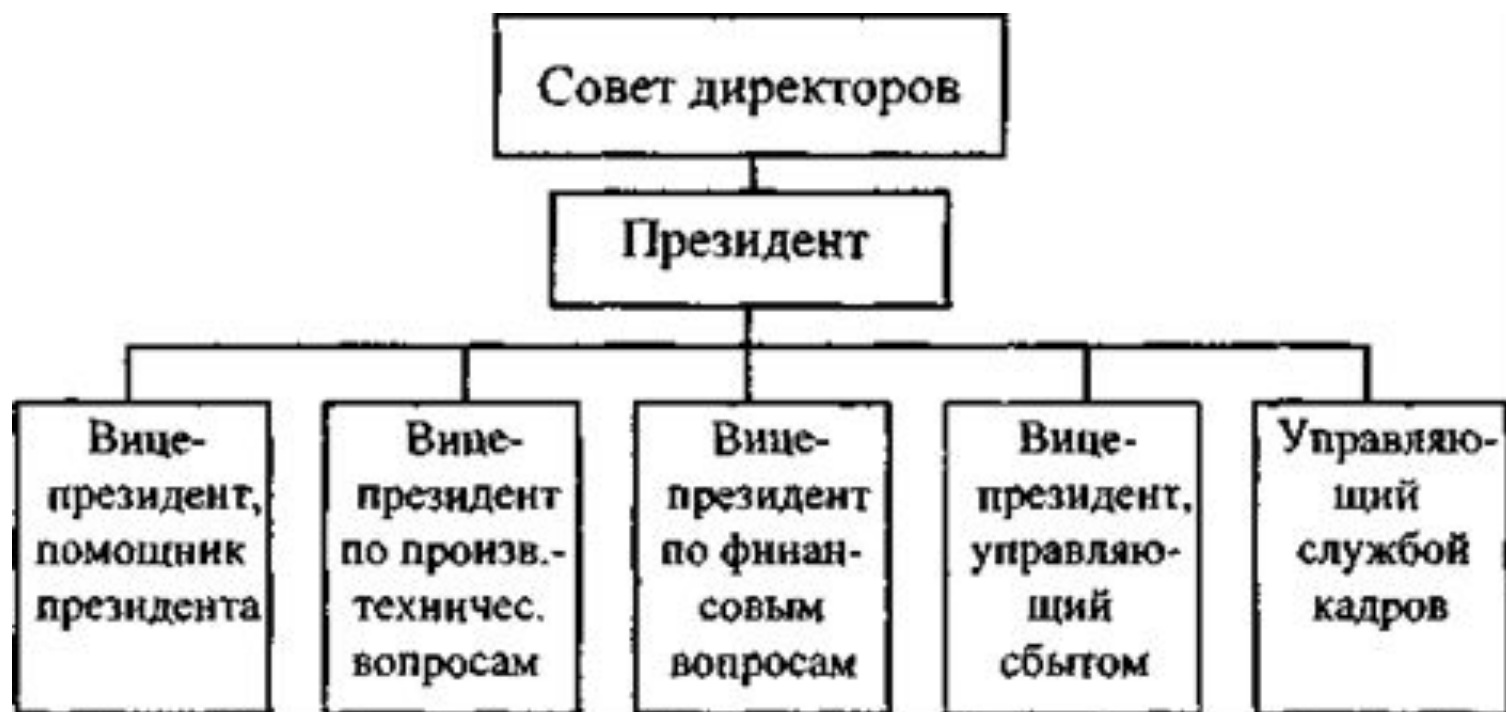 Совет директоров
Президент
Вице-
президент,
помощник
президента
Вице-
президент
по произв.-
техничес.
вопросам
Вице-
президент
по финан-
совым
вопросам
Вице-
президент,
управляю-
щий
сбытом
Управляю-
щий
службой
кадров